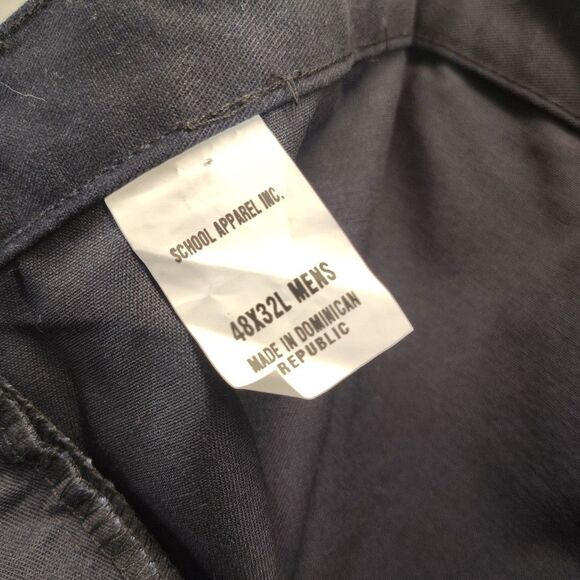 SCHOOL APPAREL INC.
48X32L MENS
MADE IN DOMINICAN
REPUBLIC